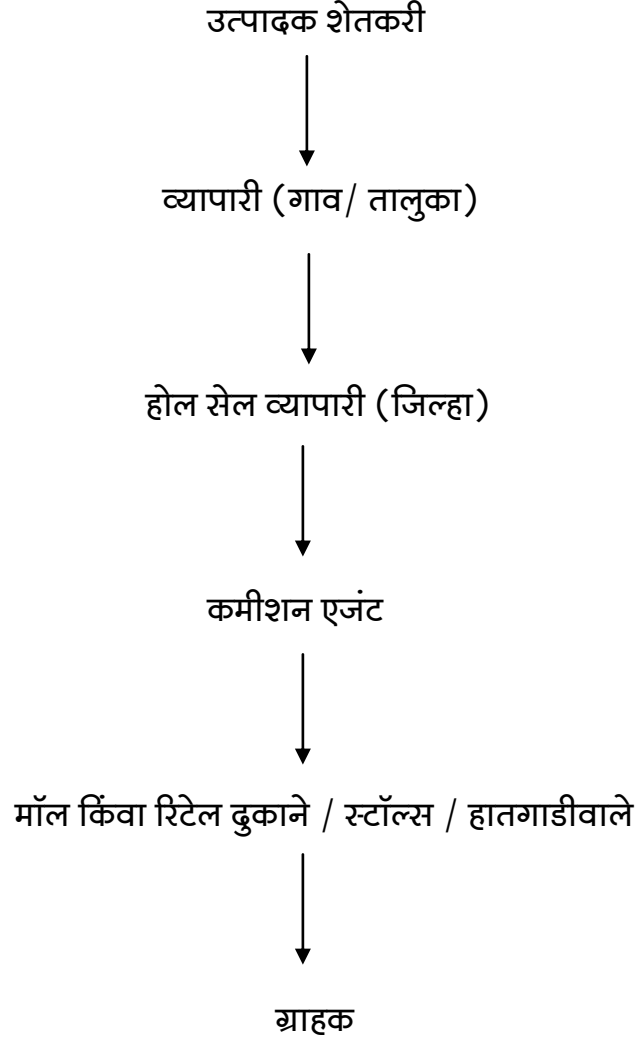 उत्पादक शेतकरी
व्यापारी (गाव/ तालुका)
होल सेल व्यापारी (जिल्हा)
कमीशन एजंट
मॉल किंवा रिटेल दुकाने / स्टॉल्स / हातगाडीवाले
ग्राहक